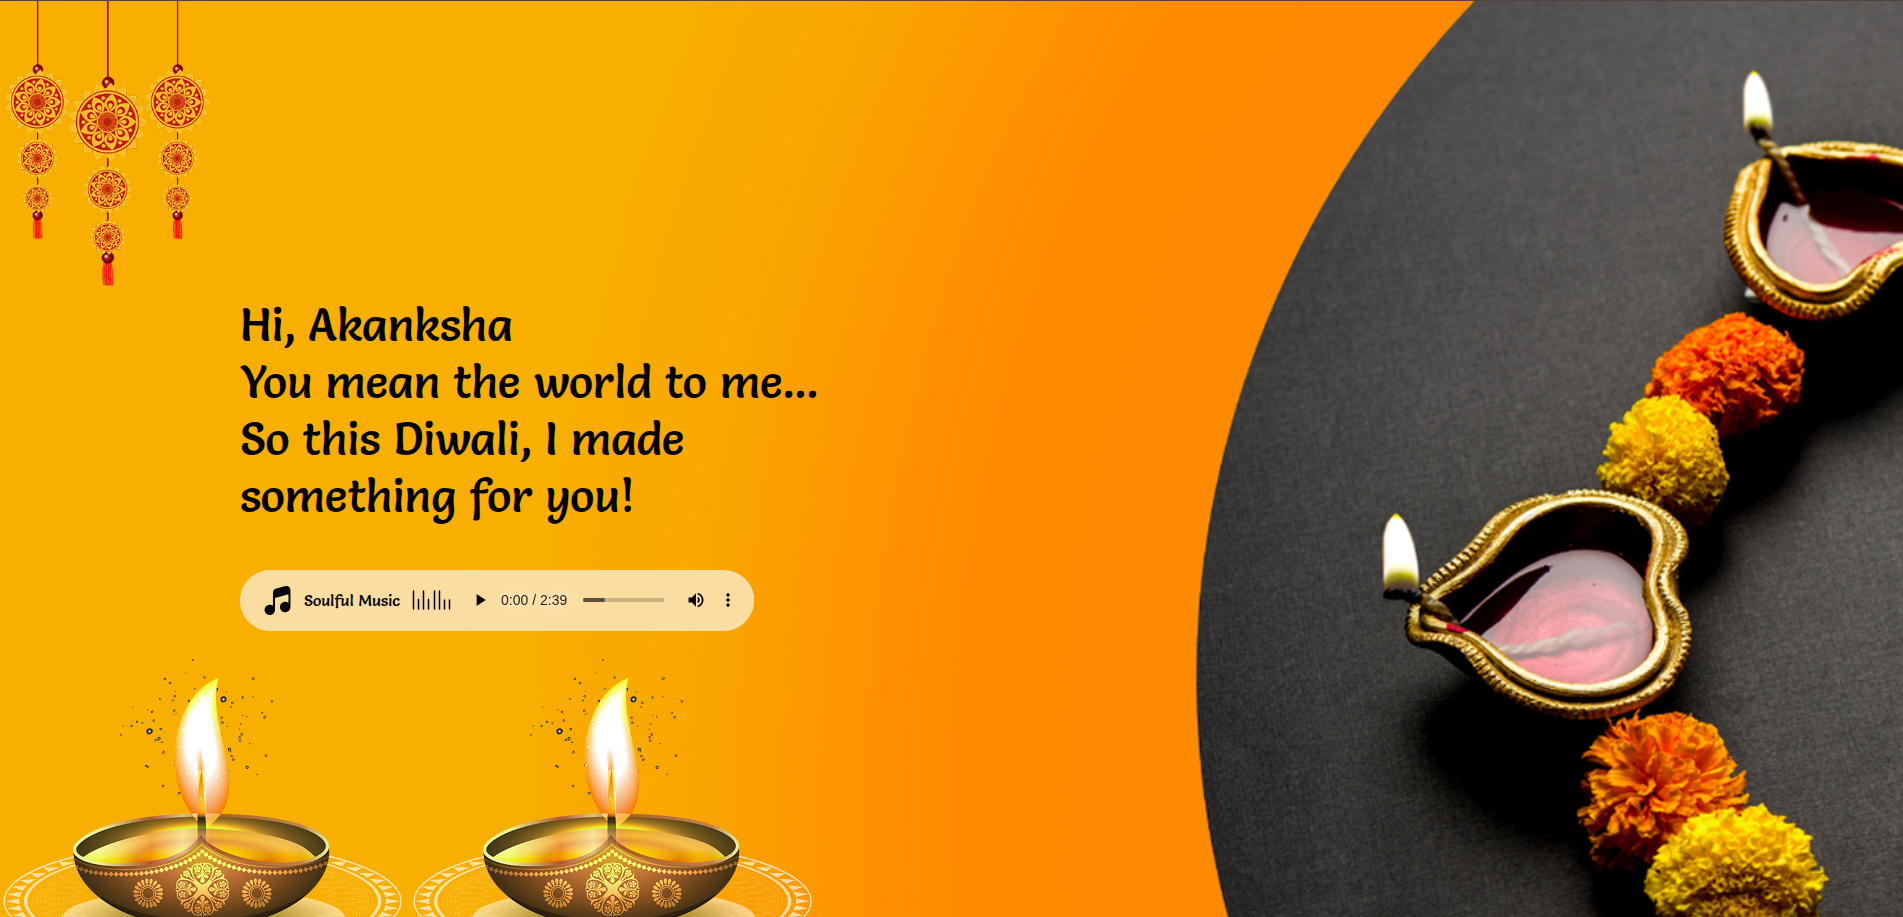 Hi, Akanksha
You mean the world to me...
So this Diwali, I made
something for you!
Soulful Music 0:00 / 2:39